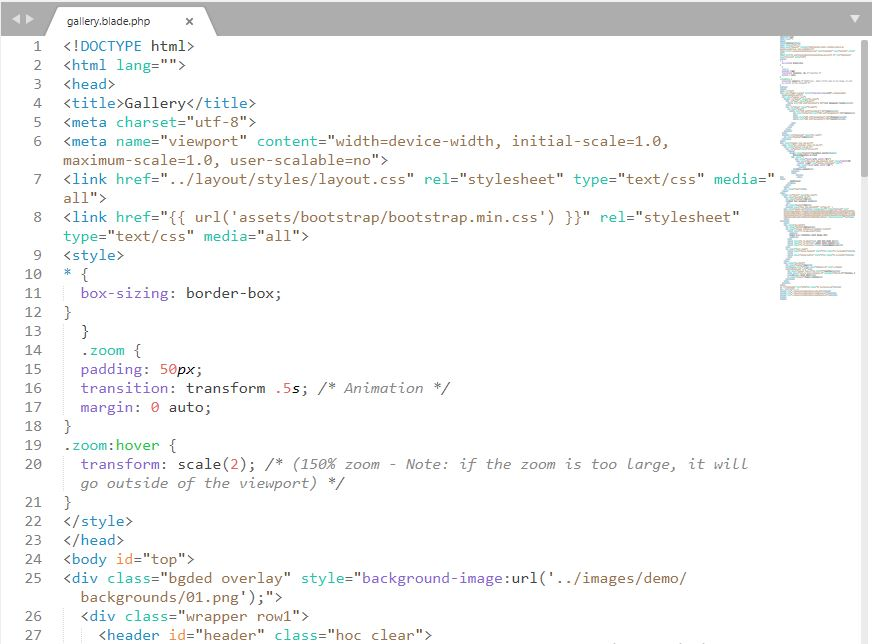 gallery.blade.php
1 <!DOCTYPE html>
2 <html lang="">
3 <head>
4 <title>Gallery</title>
5 <meta charset="utf-8">
6 <meta name="viewport" content="width=device-width, initial-scale=1.0,
maximum-scale=1.0, user-scalable=no">
7 <link href="../layout/styles/layout.css" rel="stylesheet" type="text/css" media="
all">
8 <link href="{{ url('assets/bootstrap/bootstrap.min.css') }}" rel="stylesheet"
type="text/css" media="all">
9 <style>
10 * {
11 box-sizing: border-box;
12 }
13 }
14 .zoom {
15 padding: 50px;
16 transition: transform .5s; /* Animation */
17 margin: 0 auto;
18 }
19 .zoom:hover {
20 transform: scale(2); /* (150% zoom - Note: if the zoom is too large, it will
go outside of the viewport) */
21 }
22 </style>
23 </head>
24 <body id="top">
25 <div class="bgded overlay" style="background-image:url('../images/demo/
backgrounds/01.png');">
26 <div class="wrapper row1">
27 <header id="header" class="hoc clear">